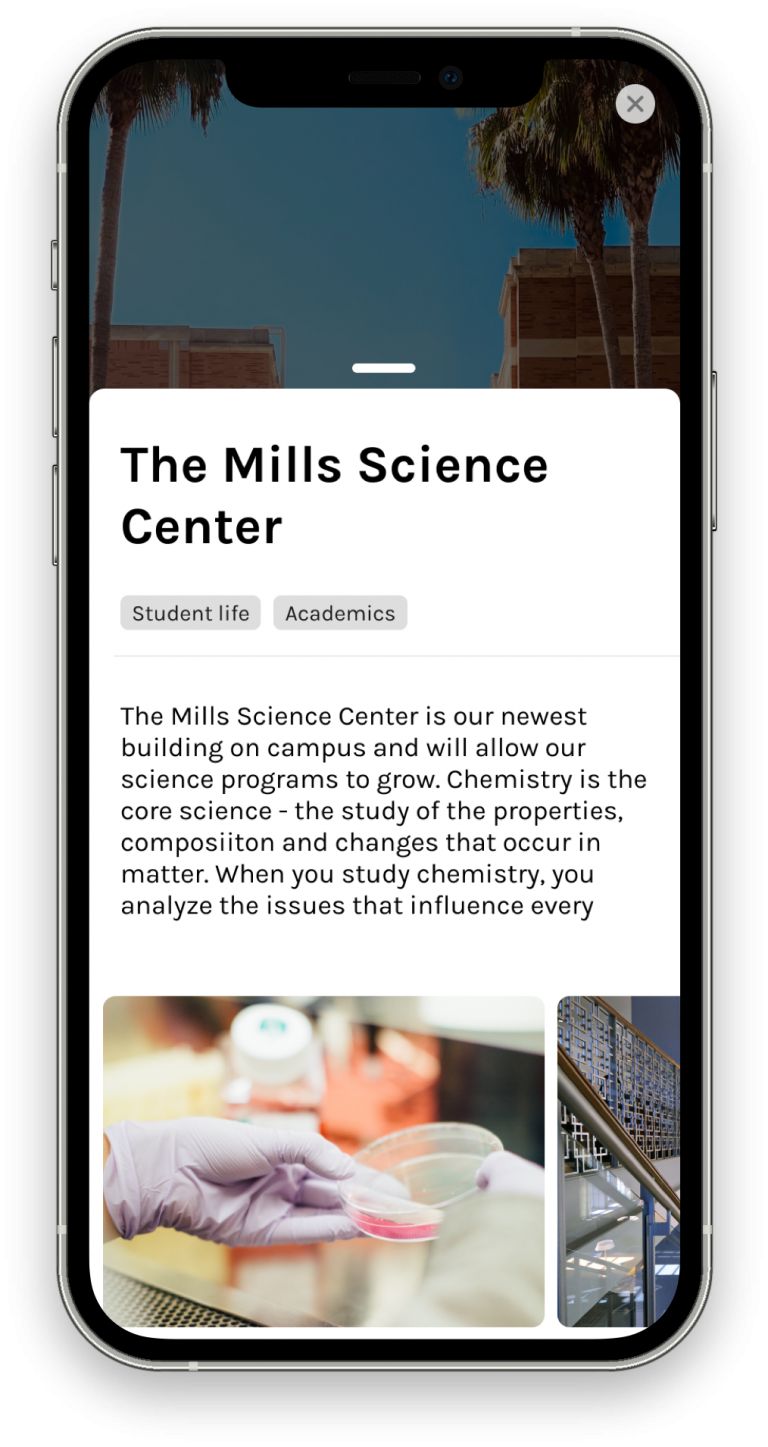 The Mills Science
Center
Student life
Academics
The Mills Science Center is our newest
building on campus and will allow our
science programs to grow. Chemistry is the
core science - the study of the properties,
composiiton and changes that occur in
matter. When you study chemistry, you
analyze the issues that influence every